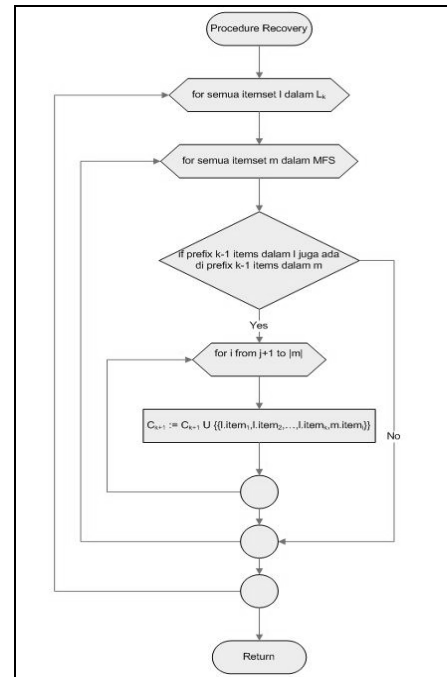 Procedure Recovery
for semua itemset l dalam Lₖ
for semua itemset m dalam MFS
if prefix k-1 items dalam l juga ada
di prefix k-1 items dalam m
Yes
for i from j+1 to |m|
Cₖ₊₁ := Cₖ₊₁ U {{l.item₁,l.item₂,…,l.itemₖ,m.itemᵢ}}
No
Return